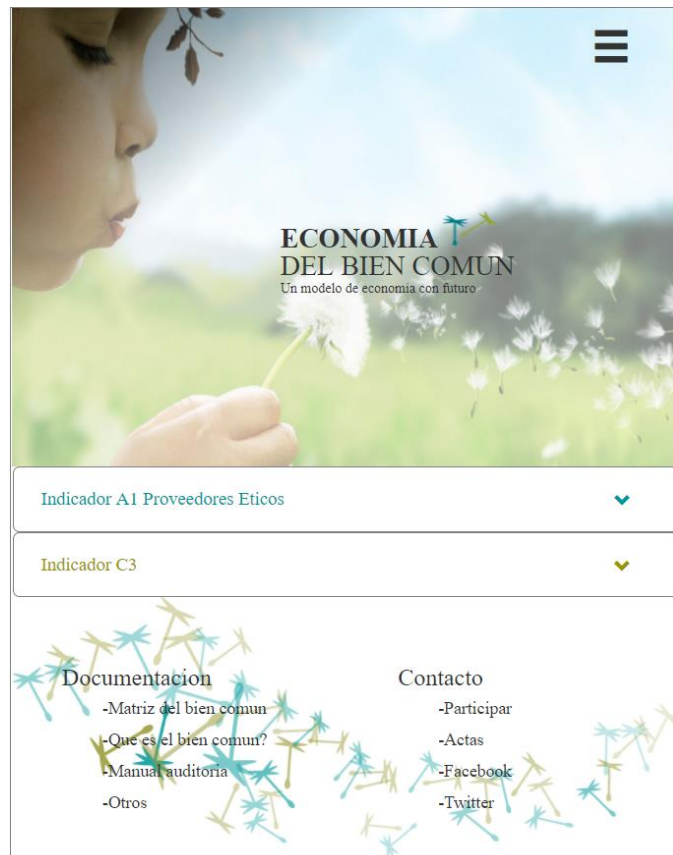 ECONOMIA
DEL BIEN COMUN
Un modelo de economia con futuro
Indicador A1 Proveedores Eticos
Indicador C3
Documentacion
-Matriz del bien comun
-Que es el bien comun?
-Manual auditoria
-Otros
Contacto
-Participar
-Actas
-Facebook
-Twitter